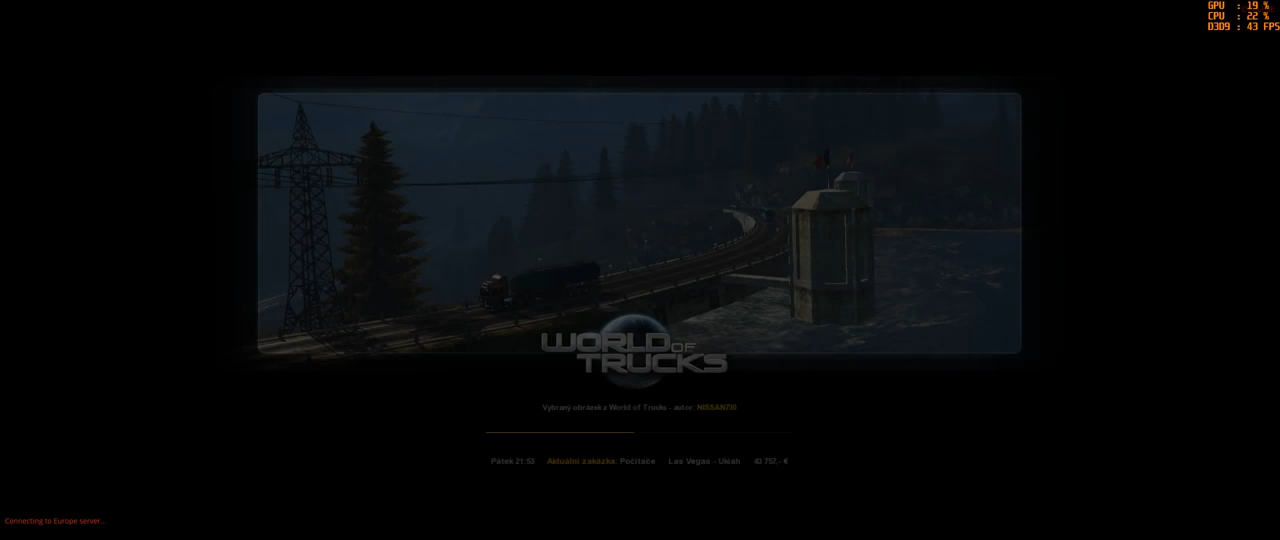 GPU : 19 %
CPU : 22 %
D3D9 : 43 FPS
WORLD OF
TRUCKS
Vybraný obrázek z World of Trucks - autor: NISSAN730
Pátek 21:53 Aktuální zakázka: Počítače Las Vegas - Ukiah 43 757,- €
Connecting to Europe server...